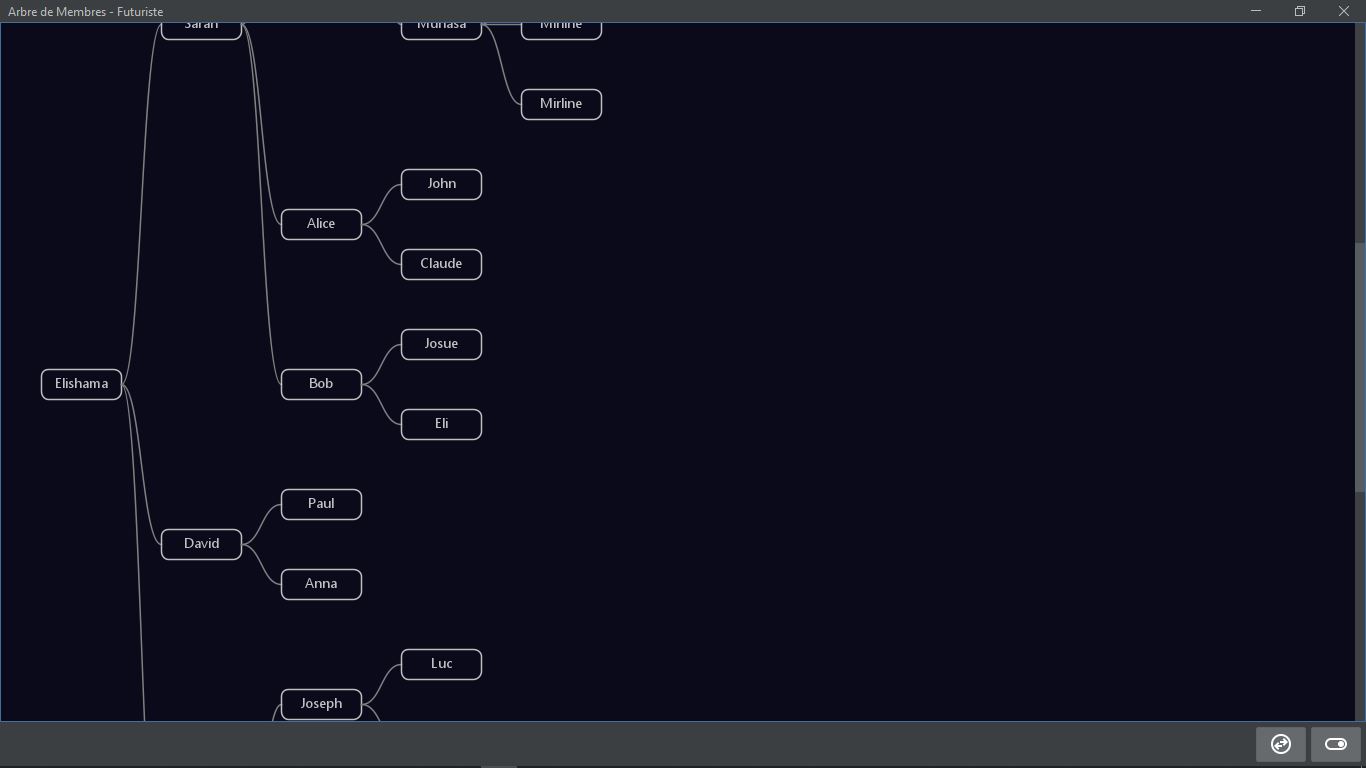 Arbre de Membres - Futuriste
Sarah
Munasa
Mirline
Mirline
John
Alice
Claude
Josue
Elishama
Bob
Eli
Paul
David
Anna
Luc
Joseph